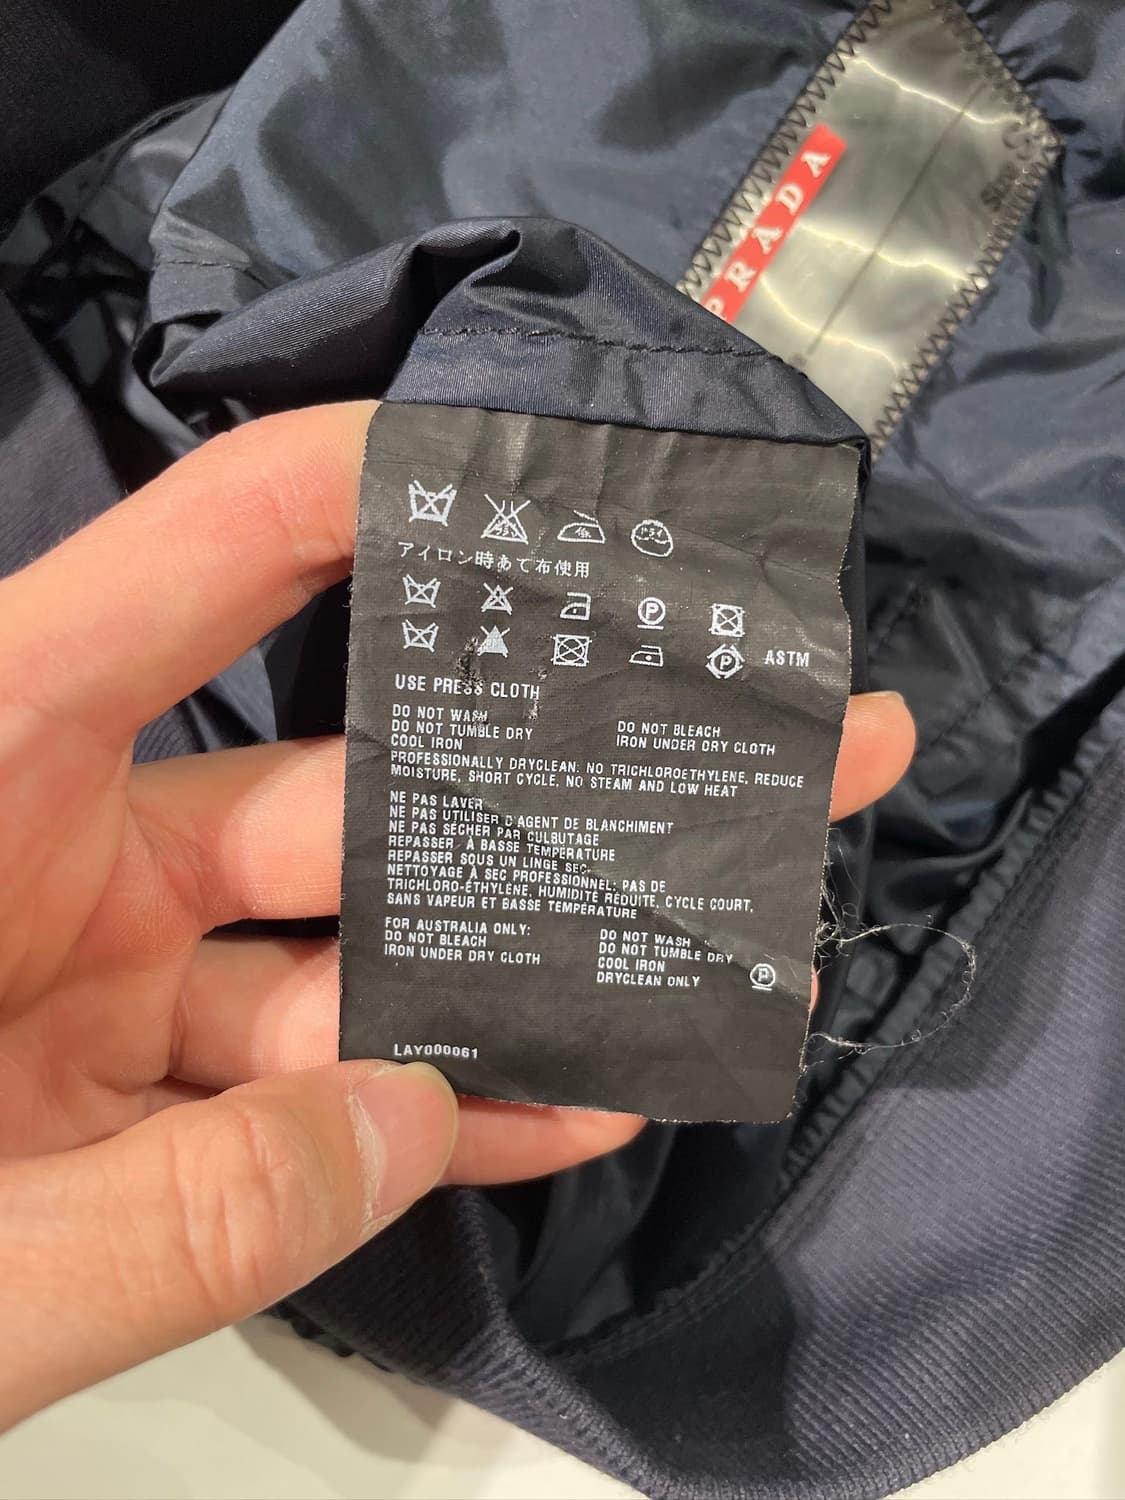 PRADA
Size
アイロン時あて布使用
P
P
ASTM
USE PRESS CLOTH
DO NOT WASH
DO NOT BLEACH
DO NOT TUMBLE DRY
IRON UNDER DRY CLOTH
COOL IRON
PROFESSIONALLY DRYCLEAN: NO TRICHLOROETHYLENE, REDUCE
MOISTURE, SHORT CYCLE, NO STEAM AND LOW HEAT
NE PAS LAVER
NE PAS UTILISER D'AGENT DE BLANCHIMENT
NE PAS SÉCHER PAR CULBUTAGE
REPASSER À BASSE TEMPÉRATURE
REPASSER SOUS UN LINGE SEC
NETTOYAGE À SEC PROFESSIONNEL: PAS DE
TRICHLORO-ÉTHYLÈNE, HUMIDITÉ RÉDUITE, CYCLE COURT,
SANS VAPEUR ET BASSE TEMPÉRATURE
FOR AUSTRALIA ONLY:
DO NOT BLEACH
IRON UNDER DRY CLOTH
DO NOT WASH
DO NOT TUMBLE DRY
COOL IRON
DRYCLEAN ONLY
P
LAY000061